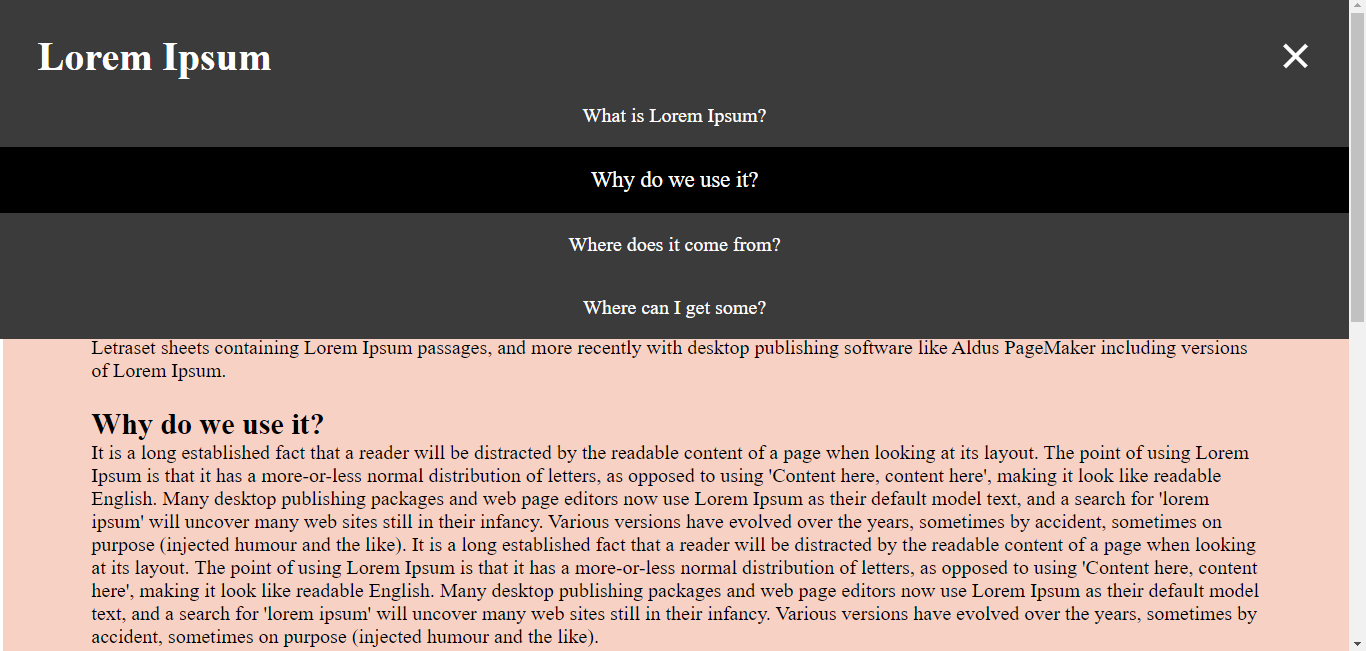 Lorem Ipsum
What is Lorem Ipsum?
Why do we use it?
Where does it come from?
Where can I get some?
Letraset sheets containing Lorem Ipsum passages, and more recently with desktop publishing software like Aldus PageMaker including versions
of Lorem Ipsum.
Why do we use it?
It is a long established fact that a reader will be distracted by the readable content of a page when looking at its layout. The point of using Lorem
Ipsum is that it has a more-or-less normal distribution of letters, as opposed to using 'Content here, content here', making it look like readable
English. Many desktop publishing packages and web page editors now use Lorem Ipsum as their default model text, and a search for 'lorem
ipsum' will uncover many web sites still in their infancy. Various versions have evolved over the years, sometimes by accident, sometimes on
purpose (injected humour and the like). It is a long established fact that a reader will be distracted by the readable content of a page when looking
at its layout. The point of using Lorem Ipsum is that it has a more-or-less normal distribution of letters, as opposed to using 'Content here, content
here', making it look like readable English. Many desktop publishing packages and web page editors now use Lorem Ipsum as their default model
text, and a search for 'lorem ipsum' will uncover many web sites still in their infancy. Various versions have evolved over the years, sometimes by
accident, sometimes on purpose (injected humour and the like).